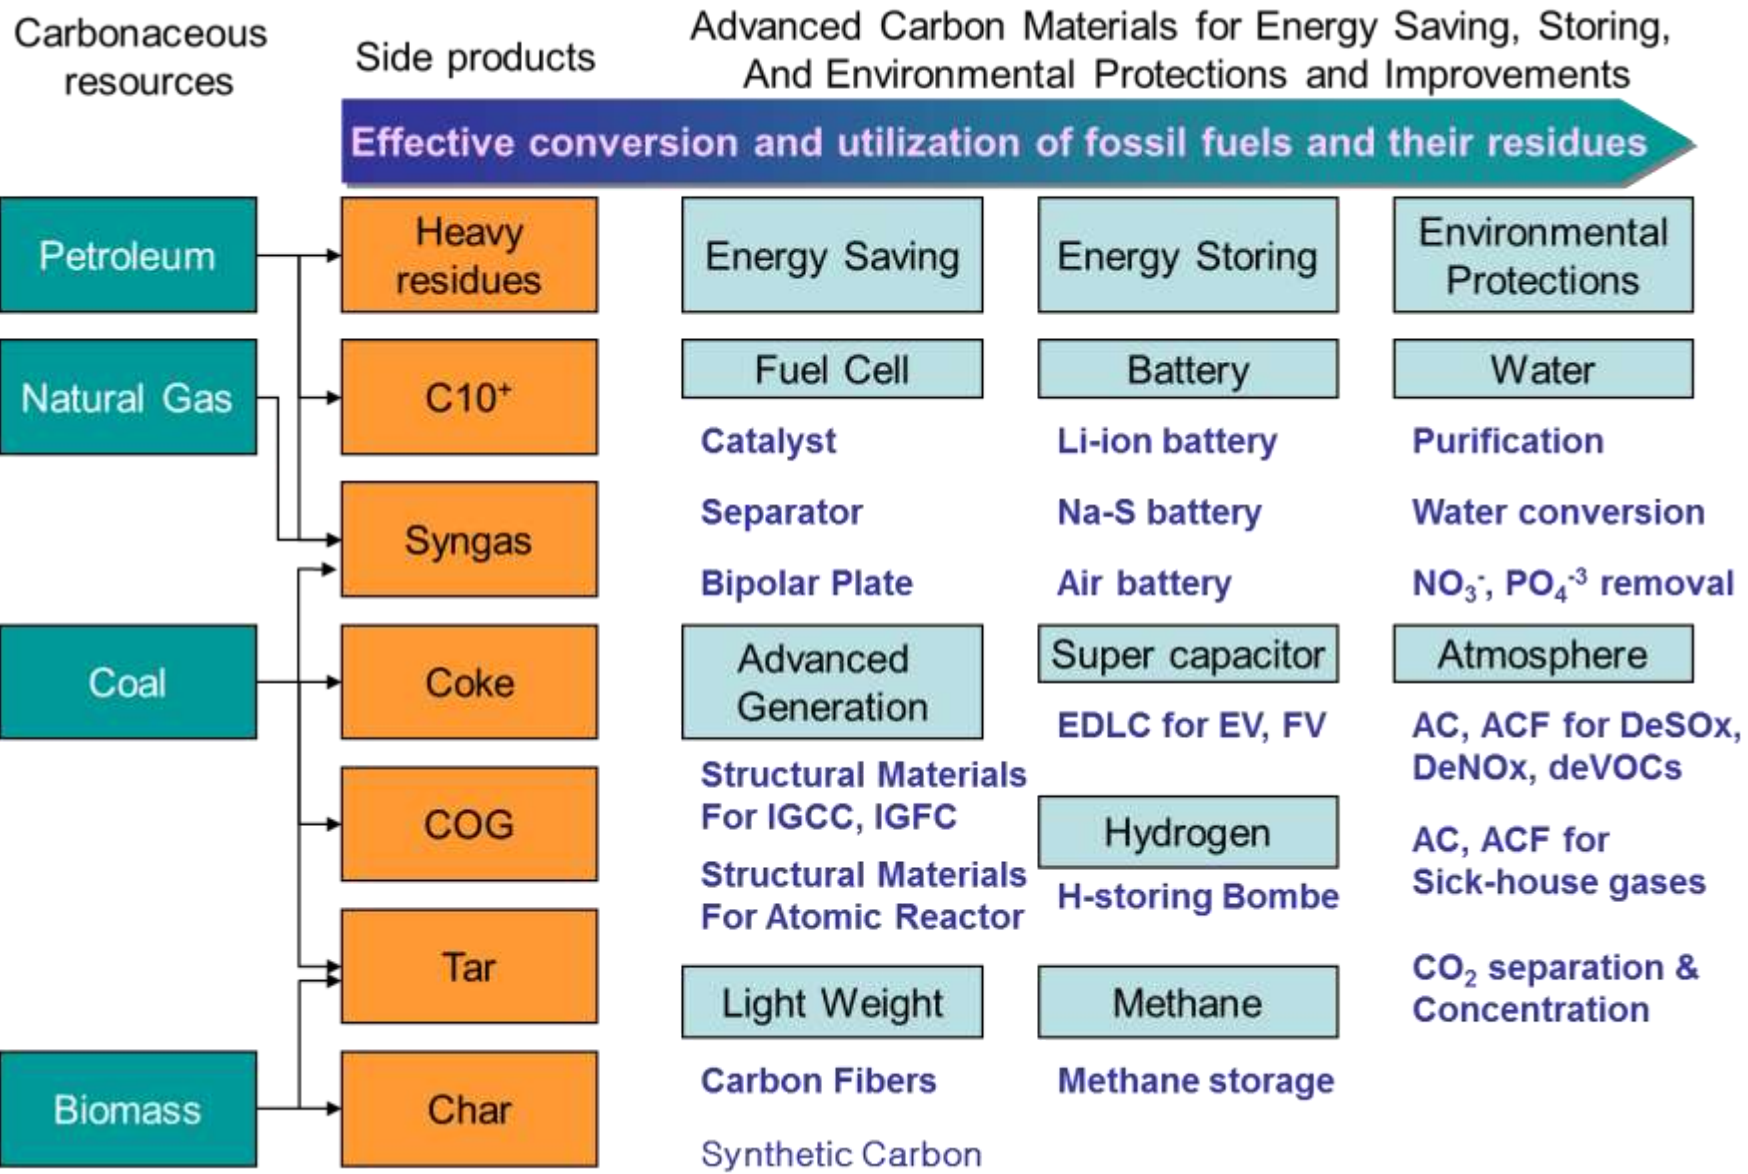 Carbonaceous
resources
Side products
Advanced Carbon Materials for Energy Saving, Storing,
And Environmental Protections and Improvements
Effective conversion and utilization of fossil fuels and their residues
Petroleum
Natural Gas
Coal
Biomass
Heavy
residues
C10⁺
Syngas
Coke
COG
Tar
Char
Energy Saving
Fuel Cell
Catalyst
Separator
Bipolar Plate
Advanced
Generation
Structural Materials
For IGCC, IGFC
Structural Materials
For Atomic Reactor
Light Weight
Carbon Fibers
Synthetic Carbon
Energy Storing
Battery
Li-ion battery
Na-S battery
Air battery
Super capacitor
EDLC for EV, FV
Hydrogen
H-storing Bombe
Methane
Methane storage
Environmental
Protections
Water
Purification
Water conversion
NO₃⁻, PO₄⁻³ removal
Atmosphere
AC, ACF for DeSOx,
DeNOx, deVOCs
AC, ACF for
Sick-house gases
CO₂ separation &
Concentration